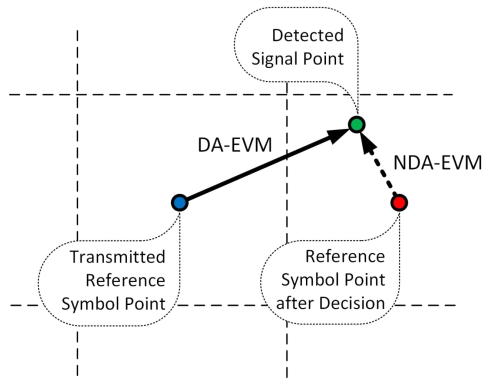 Detected
Signal Point
DA-EVM
NDA-EVM
Transmitted
Reference
Symbol Point
Reference
Symbol Point
after Decision